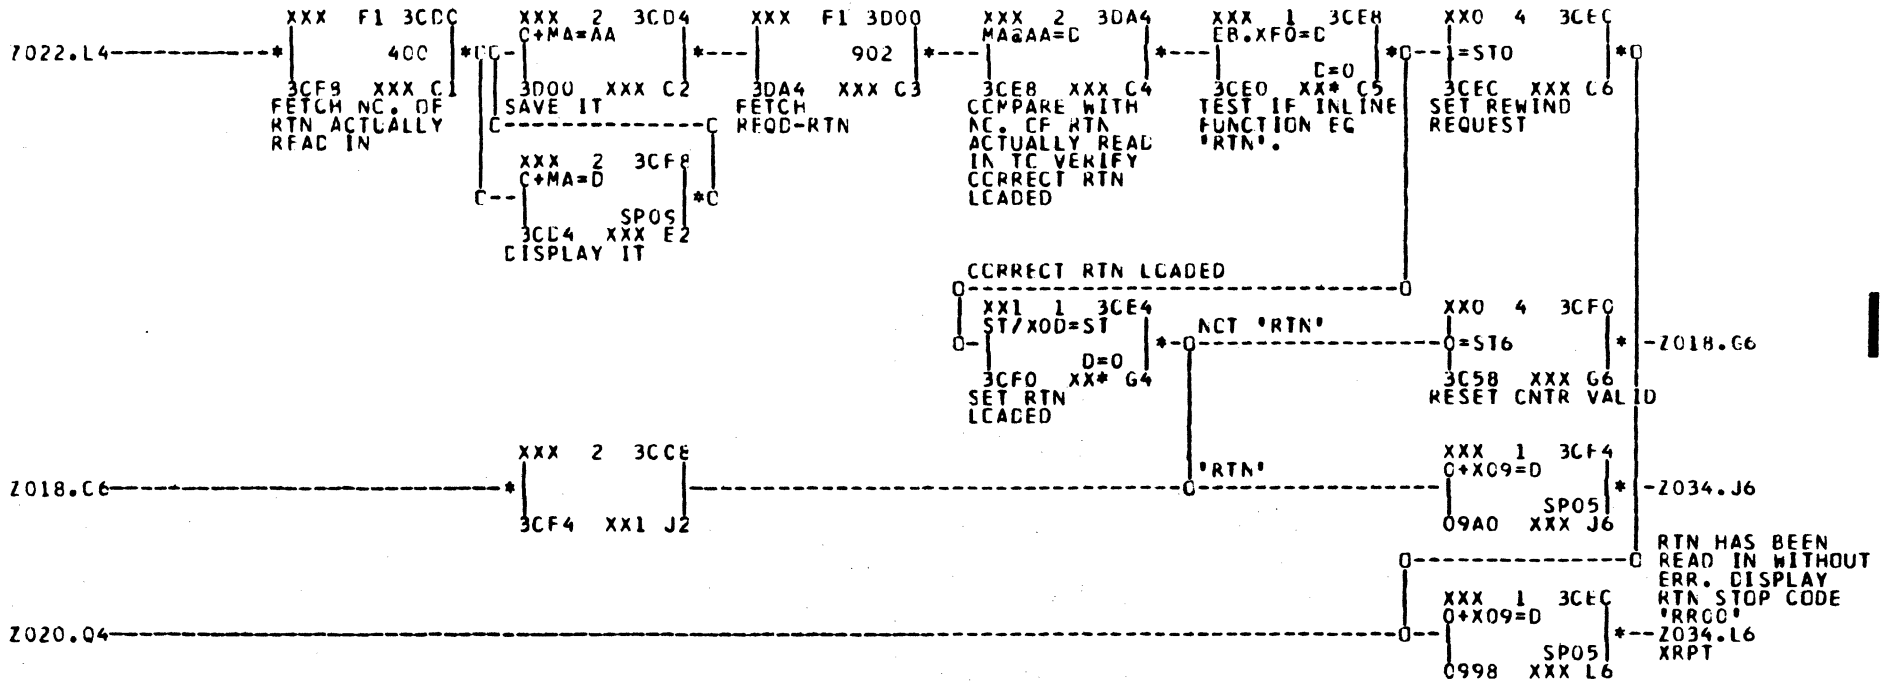 XXX F1 3CDC
XXX 2 3CD4
XXX F1 3D00
XXX 2 3DA4
XXX 1 3CE8
XX0 4 3CEC
C+MA=AA
MA@AA=D
EB.XF0=D
Z022.L4
400
902
1=ST0
D=0
3CF8 XXX C1
3D00 XXX C2
3DA4 XXX C3
3CE8 XXX C4
3CE0 XX* C5
3CEC XXX C6
FETCH NC. OF
RTN ACTUALLY
READ IN
SAVE IT
FETCH
REQD-RTN
COMPARE WITH
NC. OF RTN
ACTUALLY READ
IN TO VERIFY
CORRECT RTN
LOADED
TEST IF INLINE
FUNCTION EQ
'RTN'.
SET REWIND
REQUEST
XXX 2 3CF8
C+MA=D
SP05
3CD4 XXX E2
DISPLAY IT
CORRECT RTN LOADED
XX1 1 3CE4
ST/X0D=ST
D=0
3CF0 XX* G4
SET RTN
LOADED
NOT 'RTN'
XX0 4 3CF0
0=ST6
Z018.G6
3C58 XXX G6
RESET CNTR VALID
XXX 2 3CCE
Z018.C6
3CF4 XX1 J2
'RTN'
XXX 1 3CF4
0+X09=D
Z034.J6
SP05
09A0 XXX J6
RTN HAS BEEN
READ IN WITHOUT
ERR. DISPLAY
RTN STOP CODE
'RR00'
Z034.L6
XRPT
XXX 1 3CEC
0+X09=D
Z020.Q4
SP05
0998 XXX L6